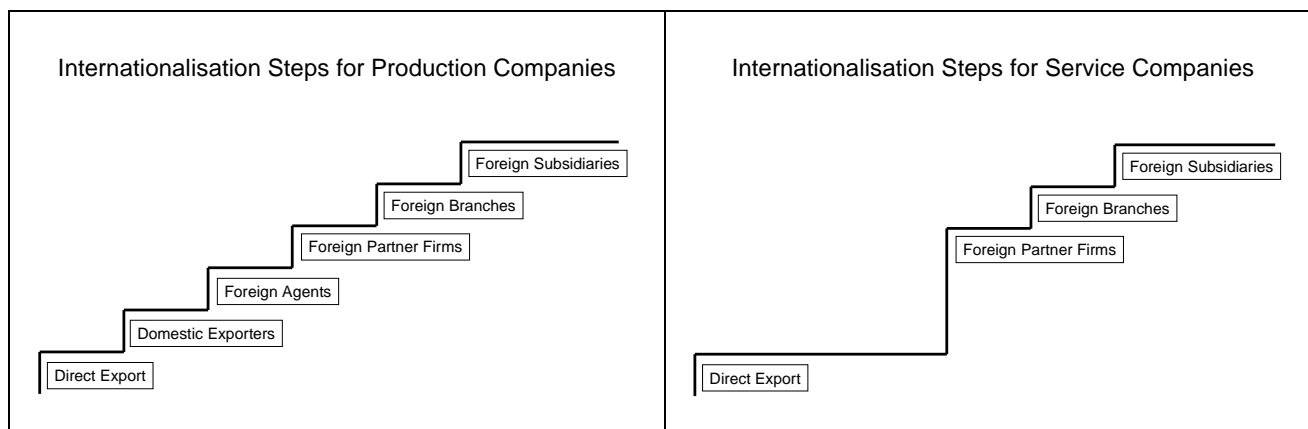 Internationalisation Steps for Production Companies
Foreign Subsidiaries
Foreign Branches
Foreign Partner Firms
Foreign Agents
Domestic Exporters
Direct Export
Internationalisation Steps for Service Companies
Foreign Subsidiaries
Foreign Branches
Foreign Partner Firms
Direct Export